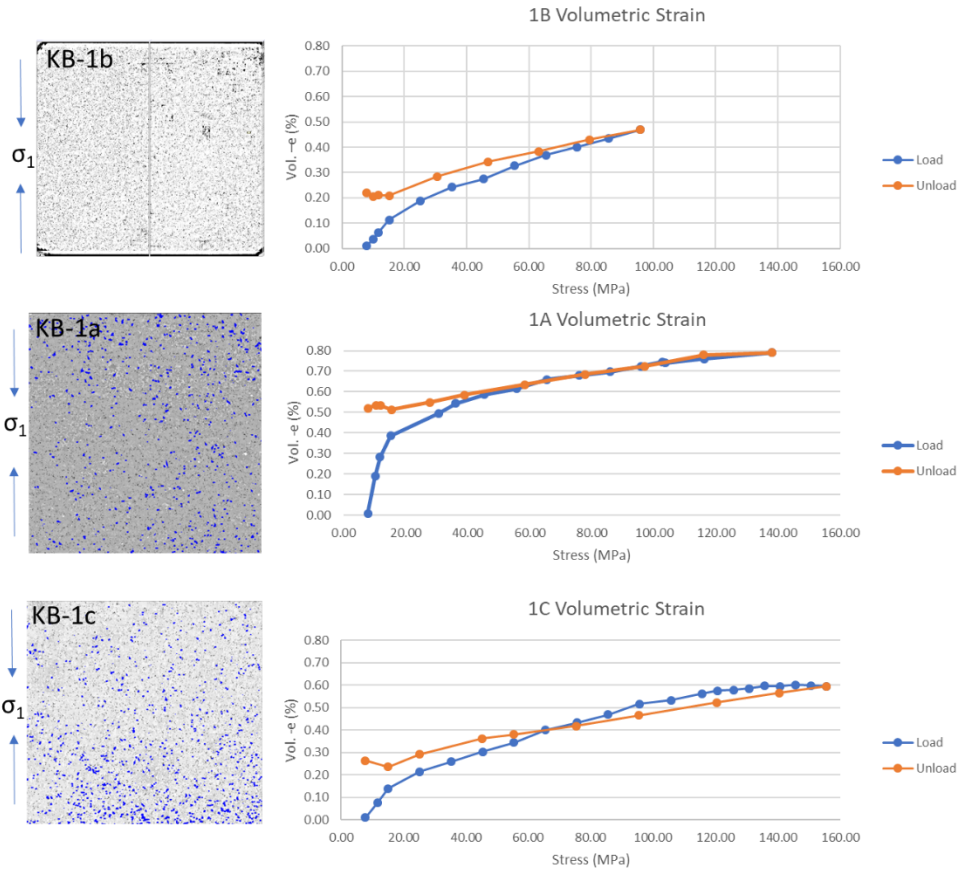 KB-1b
σ1
1B Volumetric Strain
0.80
0.70
0.60
0.50
0.40
0.30
0.20
0.10
0.00
Vol. –e (%)
0.00 20.00 40.00 60.00 80.00 100.00 120.00 140.00 160.00
Stress (MPa)
Load
Unload
KB-1a
σ1
1A Volumetric Strain
0.80
0.70
0.60
0.50
0.40
0.30
0.20
0.10
0.00
Vol. -e (%)
0.00 20.00 40.00 60.00 80.00 100.00 120.00 140.00 160.00
Stress (MPa)
Load
Unload
KB-1c
σ1
1C Volumetric Strain
0.80
0.70
0.60
0.50
0.40
0.30
0.20
0.10
0.00
Vol. -e (%)
0.00 20.00 40.00 60.00 80.00 100.00 120.00 140.00 160.00
Stress (MPa)
Load
Unload